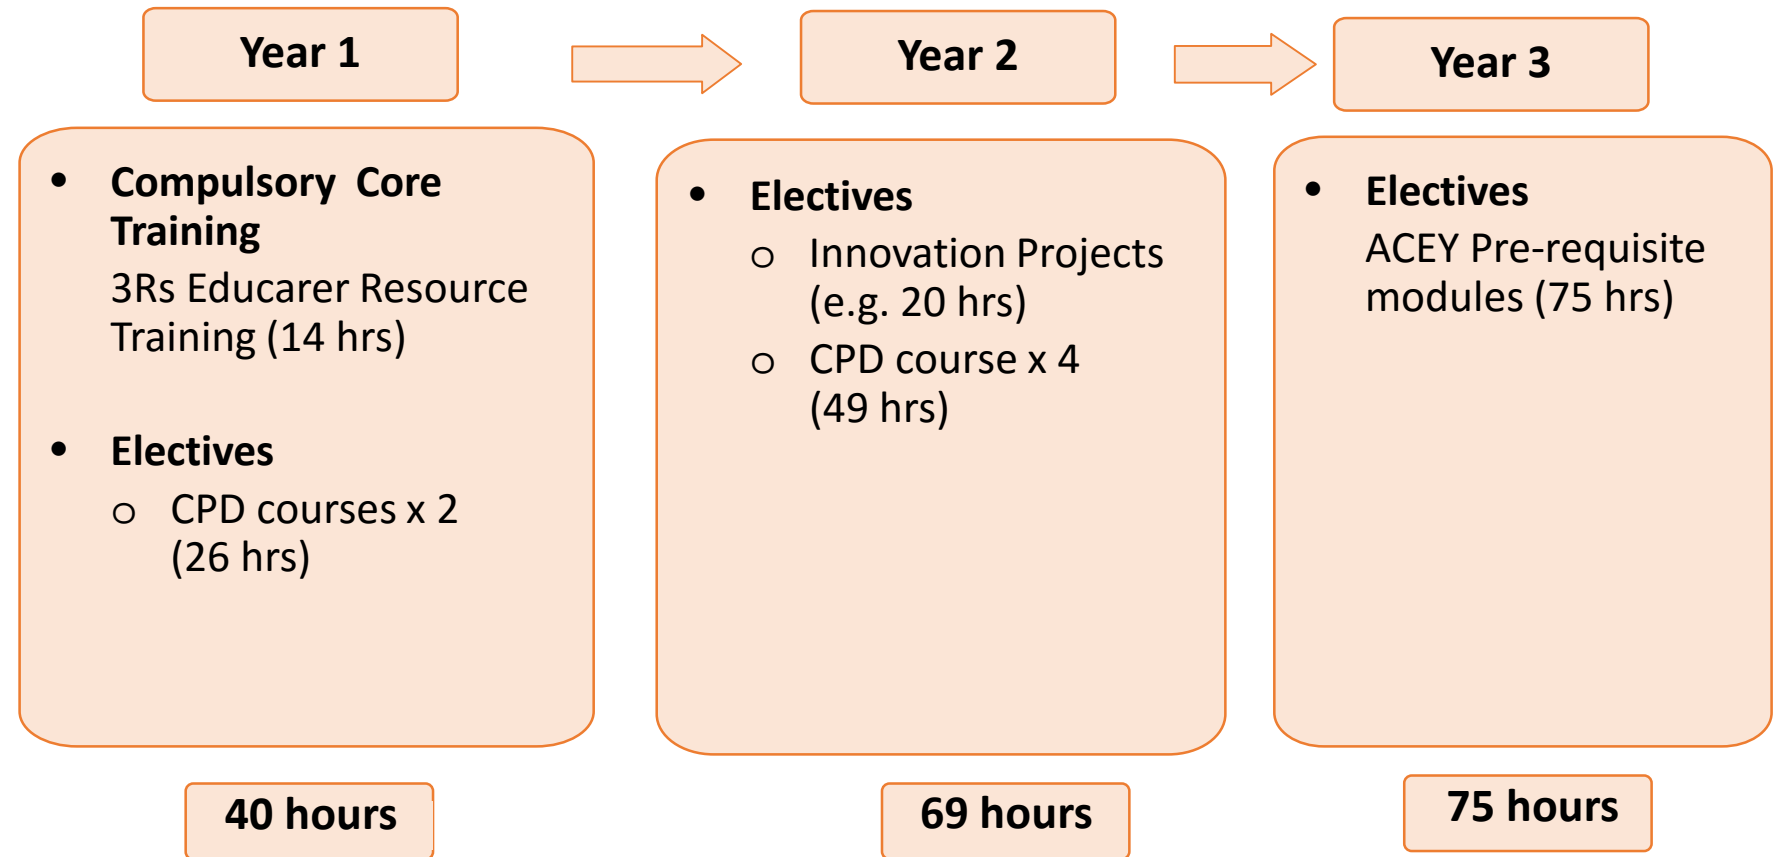 Year 1
Year 2
Year 3
• Compulsory Core
Training
3Rs Educarer Resource
Training (14 hrs)
• Electives
o CPD courses x 2
(26 hrs)
• Electives
o Innovation Projects
(e.g. 20 hrs)
o CPD course x 4
(49 hrs)
• Electives
ACEY Pre-requisite
modules (75 hrs)
40 hours
69 hours
75 hours